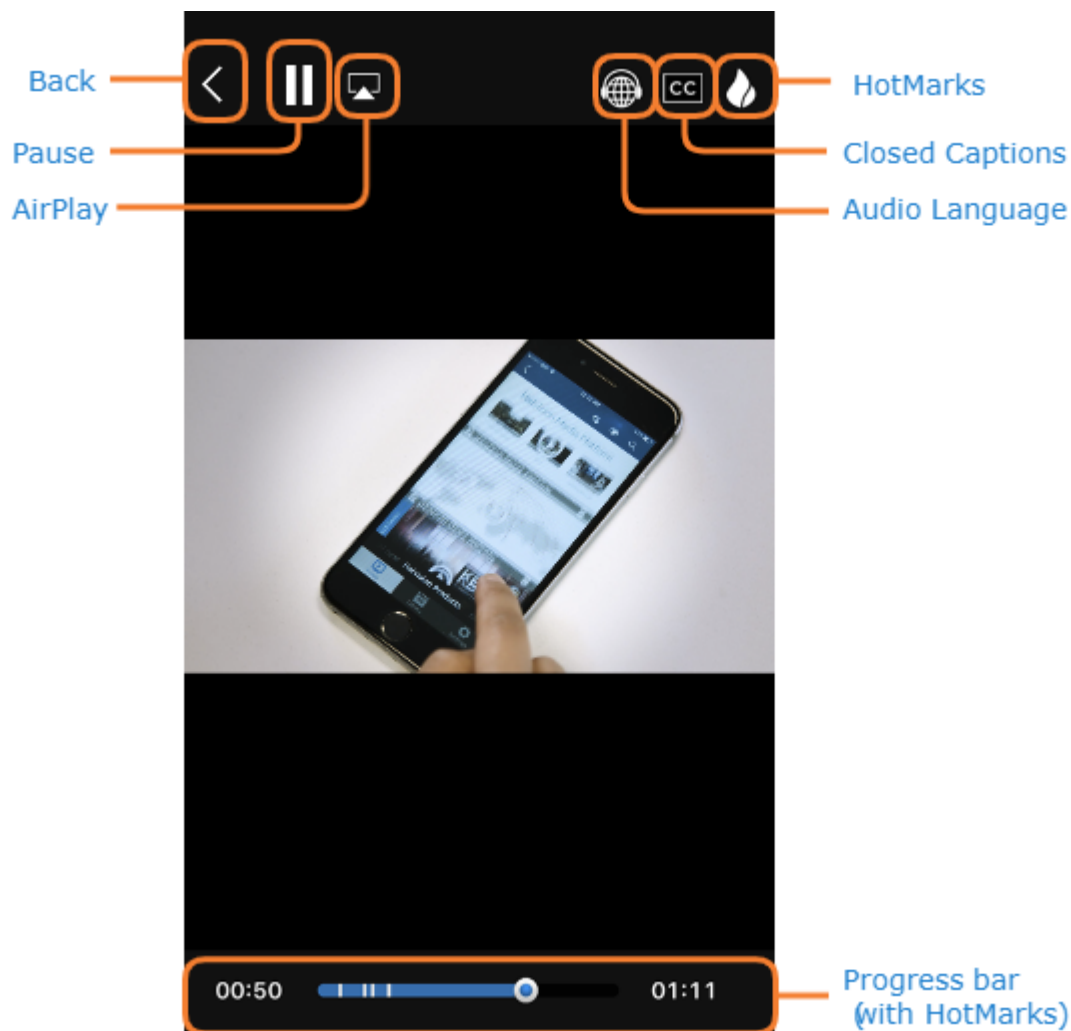 Back
HotMarks
CC
Pause
Closed Captions
AirPlay
Audio Language
00:50
01:11
Progress bar
(with HotMarks)